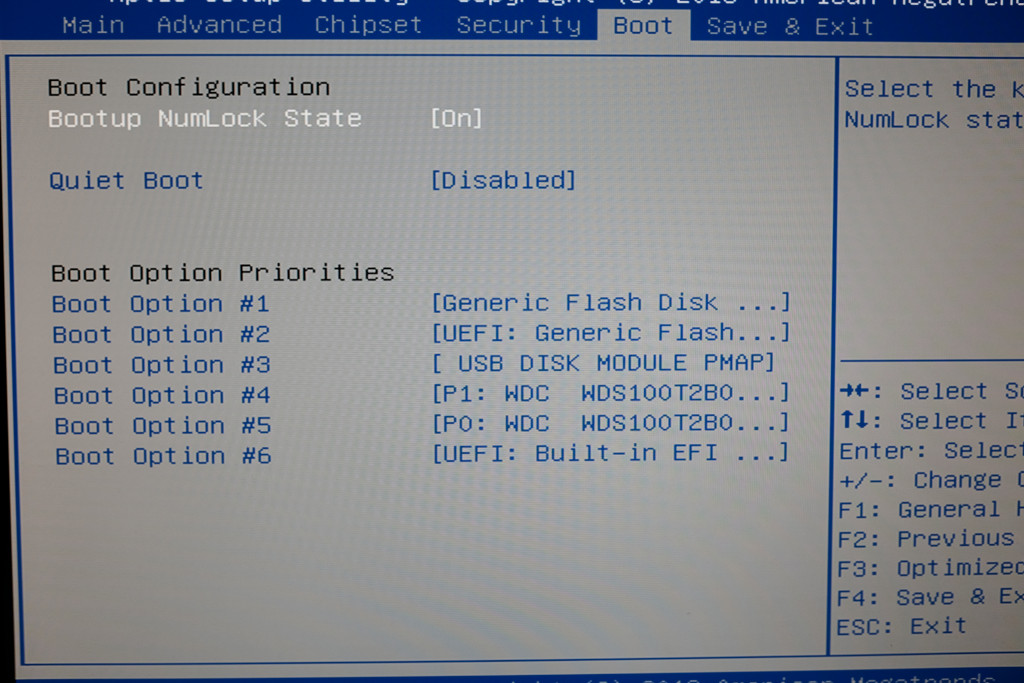 Main Advanced Chipset Security Boot Save & Exit
Boot Configuration
Bootup NumLock State [On]
Quiet Boot [Disabled]
Boot Option Priorities
Boot Option #1 [Generic Flash Disk ...]
Boot Option #2 [UEFI: Generic Flash...]
Boot Option #3 [ USB DISK MODULE PMAP]
Boot Option #4 [P1: WDC WDS100T2B0...]
Boot Option #5 [P0: WDC WDS100T2B0...]
Boot Option #6 [UEFI: Built-in EFI ...]
Select the k
NumLock stat
→←: Select S
↑↓: Select It
Enter: Select
+/-: Change
F1: General H
F2: Previous
F3: Optimized
F4: Save & Ex
ESC: Exit